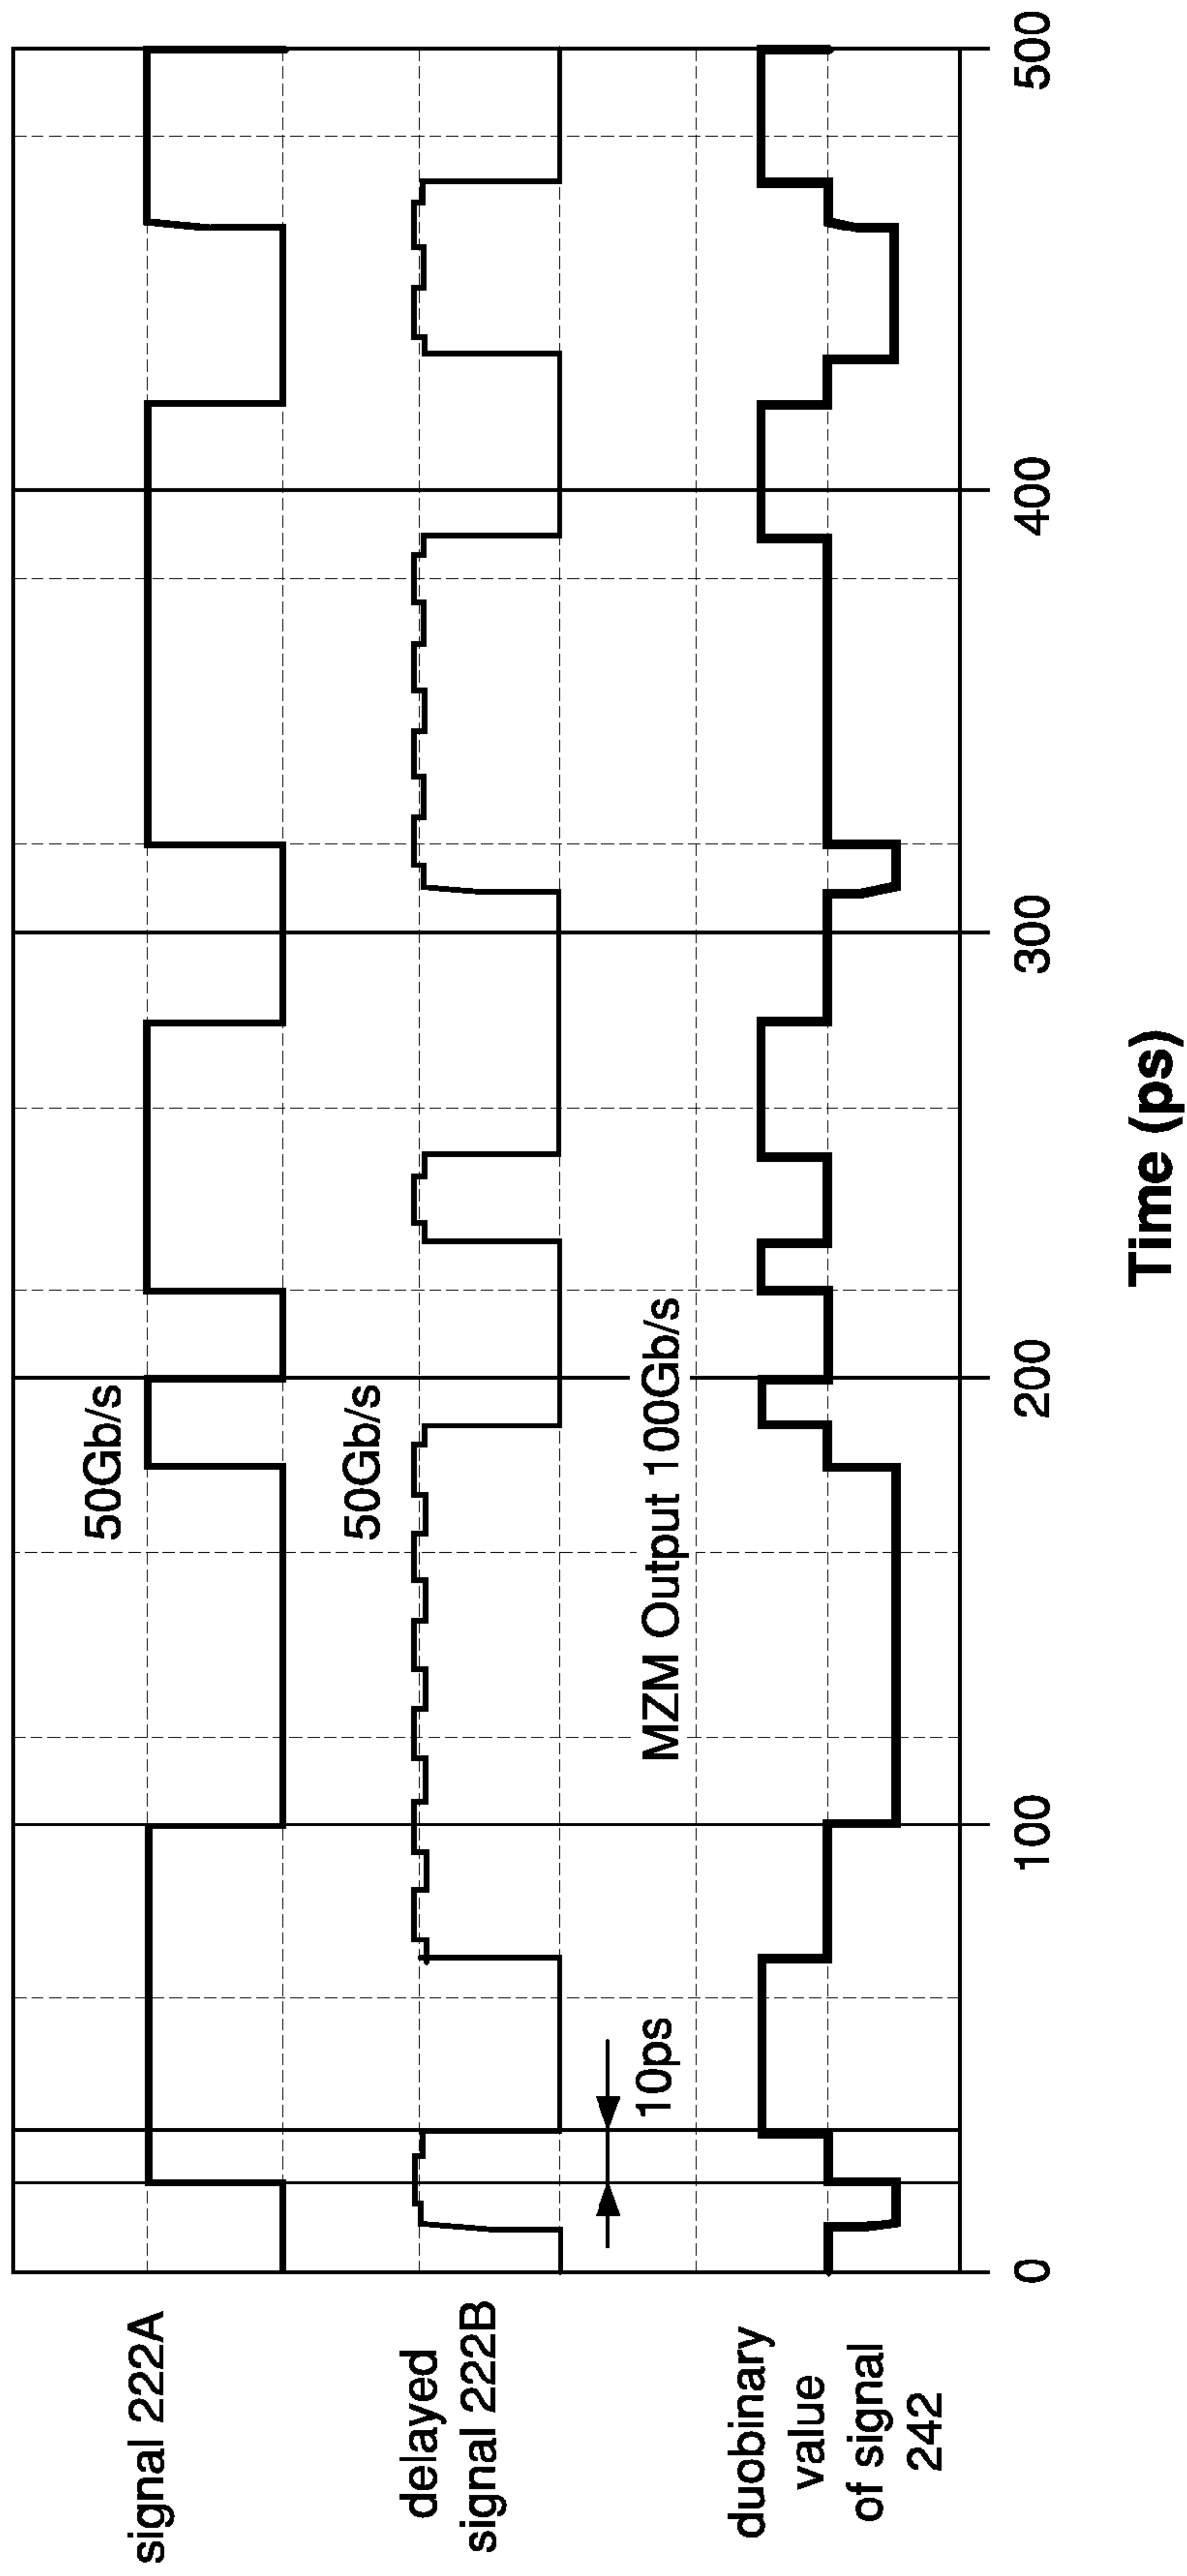 signal 222A
50Gb/s
delayed
signal 222B
50Gb/s
10ps
MZM Output 100Gb/s
duobinary
value
of signal
242
0
100
200
300
400
500
Time (ps)